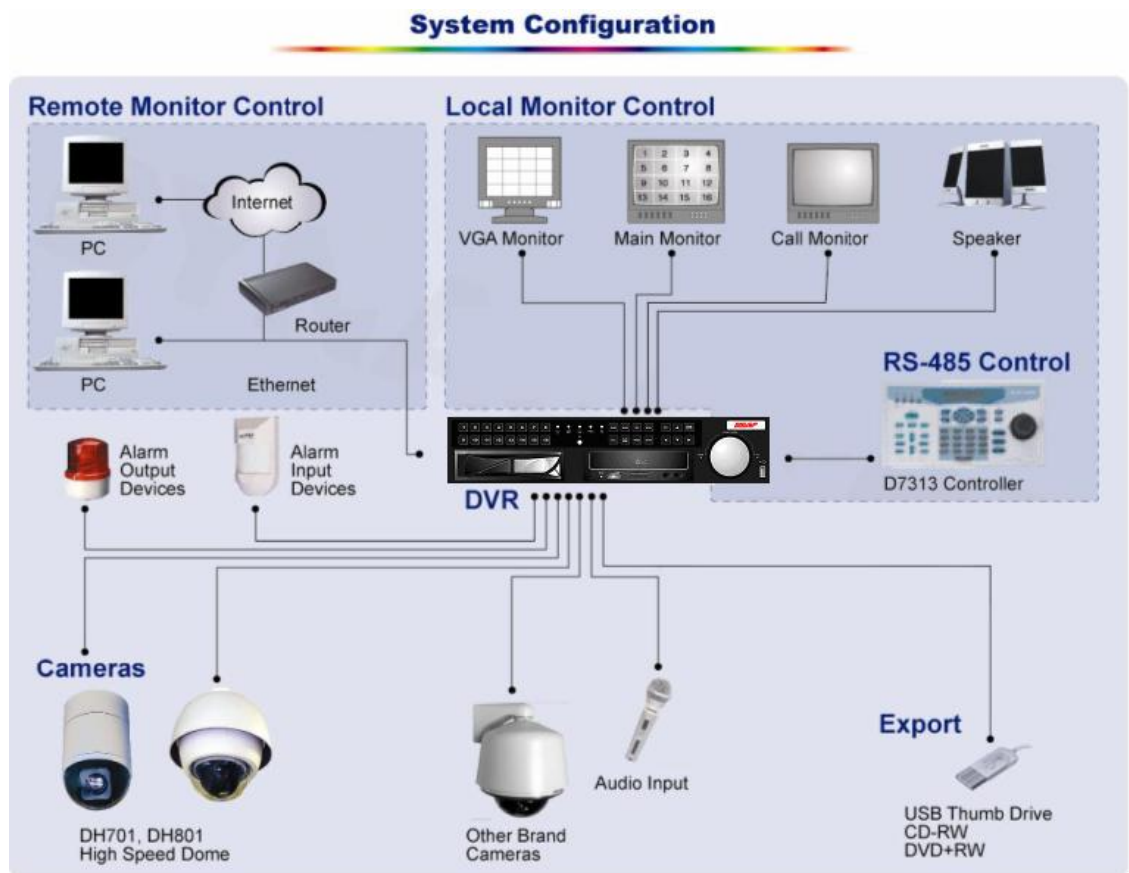 System Configuration
Remote Monitor Control
Local Monitor Control
Internet
PC
Router
PC
Ethernet
1 2 3 4
5 6 7 8
9 10 11 12
13 14 15 16
VGA Monitor
Main Monitor
Call Monitor
Speaker
RS-485 Control
D7313 Controller
Alarm
Output
Devices
Alarm
Input
Devices
DVR
Cameras
DH701, DH801
High Speed Dome
Other Brand
Cameras
Audio Input
Export
USB Thumb Drive
CD-RW
DVD+RW